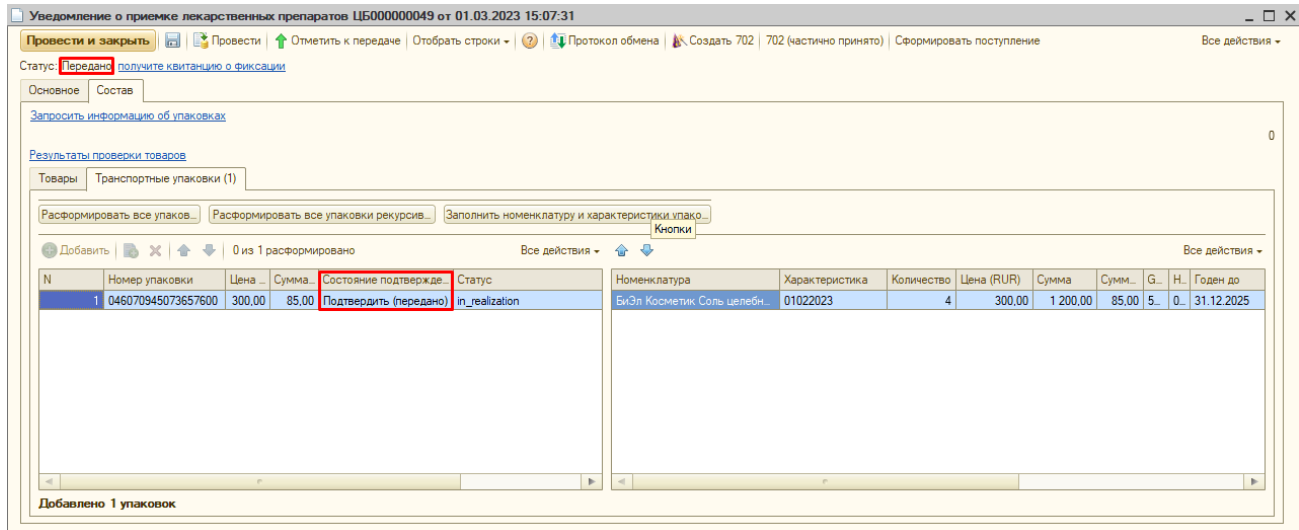 Уведомление о приемке лекарственных препаратов ЦБ000000049 от 01.03.2023 15:07:31
Провести и закрыть Провести Отметить к передаче Отобрать строки Протокол обмена Создать 702 702 (частично принято) Сформировать поступление Все действия
Статус: Передано получите квитанцию о фиксации
Основное Состав
Запросить информацию об упаковках
0
Результаты проверки товаров
Товары Транспортные упаковки (1)
Расформировать все упаков... Расформировать все упаковки рекурсив... Заполнить номенклатуру и характеристики упако...
Кнопки
Добавить 0 из 1 расформировано Все действия Все действия
N Номер упаковки Цена ... Сумма... Состояние подтвержде... Статус Номенклатура Характеристика Количество Цена (RUR) Сумма Сумм... G... Н... Годен до
1 046070945073657600 300,00 85,00 Подтвердить (передано) in_realization БиЭл Косметик Соль целебн... 01022023 4 300,00 1 200,00 85,00 5... 0... 31.12.2025
Добавлено 1 упаковок